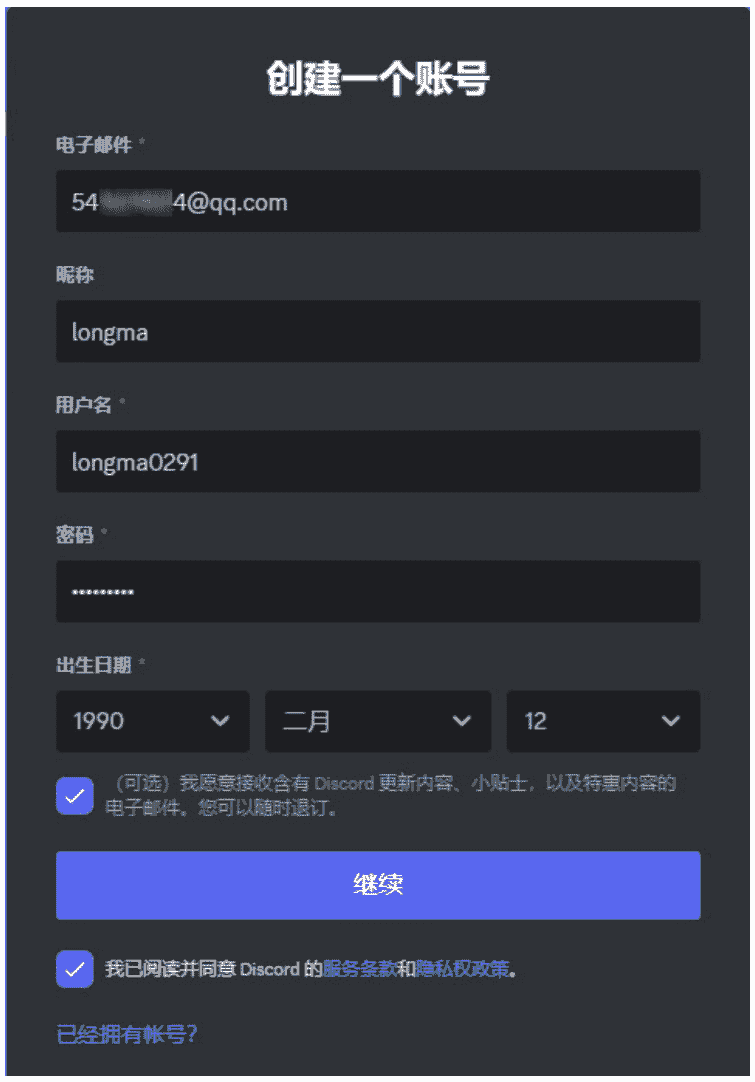 创建一个账号
电子邮件 *
54 4@qq.com
昵称
longma
用户名 *
longma0291
密码 *
•••••••••
出生日期 *
1990 二月 12
（可选）我愿意接收含有 Discord 更新内容、小贴士，以及特惠内容的
电子邮件。您可以随时退订。
继续
我已阅读并同意 Discord 的服务条款和隐私权政策。
已经拥有帐号？